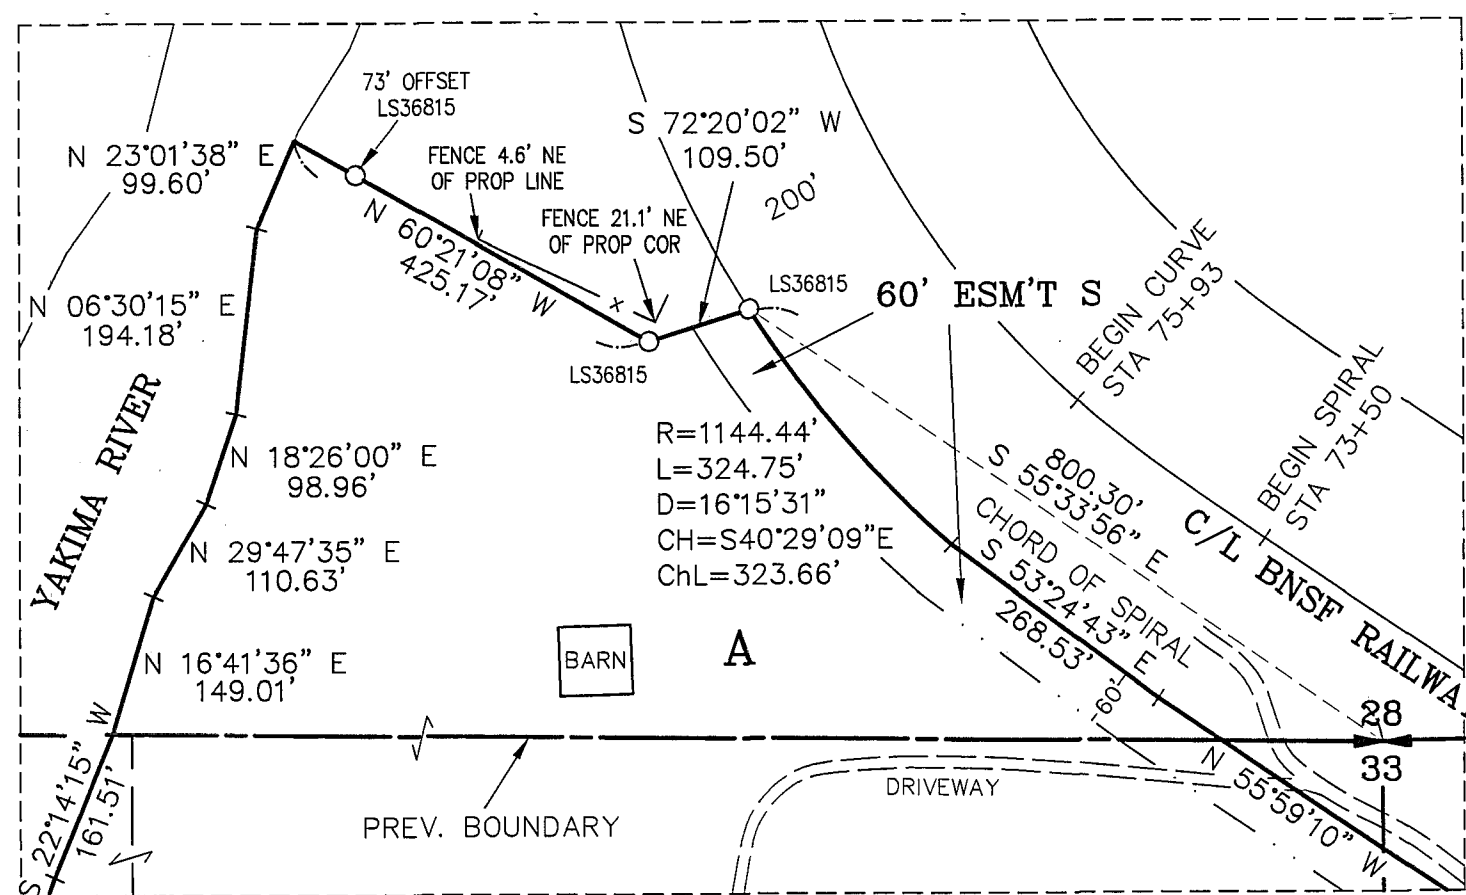 73' OFFSET
LS36815
N 23°01'38" E
99.60'
FENCE 4.6' NE
OF PROP LINE
S 72°20'02" W
109.50'
200'
FENCE 21.1' NE
OF PROP COR
N 60°21'08" W
425.17'
x
LS36815
LS36815
60' ESM'T S
BEGIN CURVE
STA 75+93
BEGIN SPIRAL
STA 73+50
N 06°30'15" E
194.18'
YAKIMA RIVER
N 18°26'00" E
98.96'
R=1144.44'
L=324.75'
D=16°15'31"
CH=S40°29'09"E
ChL=323.66'
800.30'
S 55°33'56" E
C/L BNSF RAILWA
CHORD OF SPIRAL
S 53°24'43" E
268.53'
N 29°47'35" E
110.63'
N 16°41'36" E
149.01'
BARN
A
60'
28
33
S 22°14'15" W
161.51'
PREV. BOUNDARY
DRIVEWAY
N 55°59'10" W